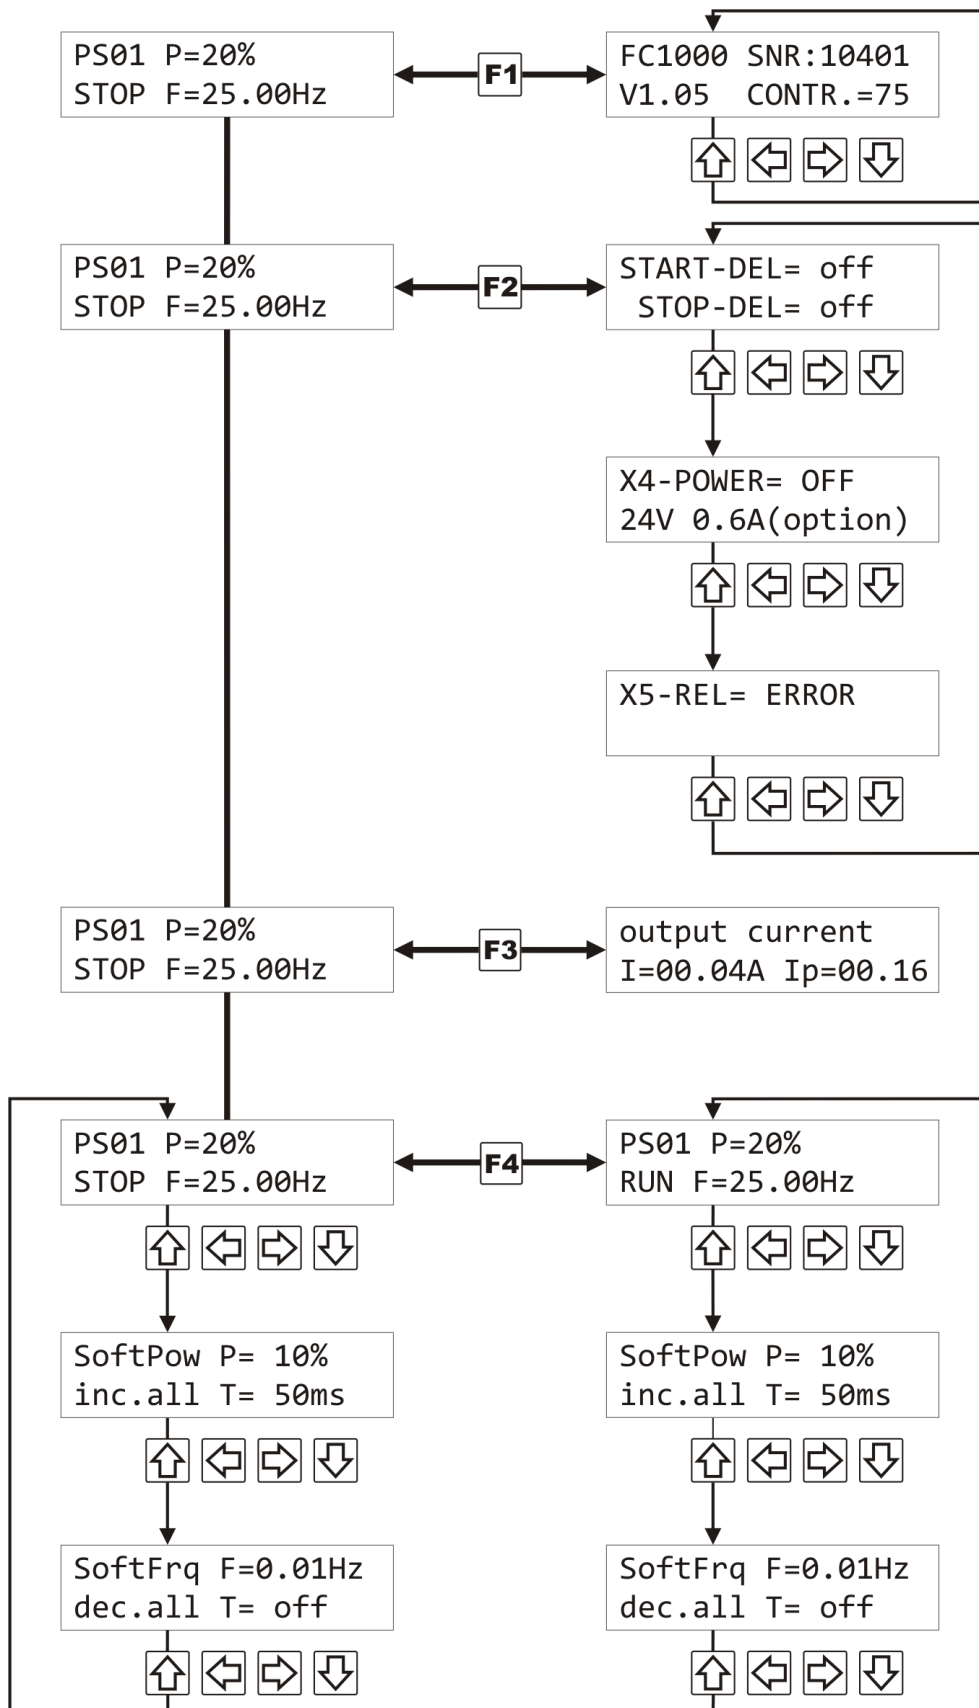 PS01 P=20%
STOP F=25.00Hz
F1
FC1000 SNR:10401
V1.05 CONTR.=75
PS01 P=20%
STOP F=25.00Hz
F2
START-DEL= off
STOP-DEL= off
X4-POWER= OFF
24V 0.6A(option)
X5-REL= ERROR
PS01 P=20%
STOP F=25.00Hz
F3
output current
I=00.04A Ip=00.16
PS01 P=20%
STOP F=25.00Hz
F4
PS01 P=20%
RUN F=25.00Hz
SoftPow P= 10%
inc.all T= 50ms
SoftPow P= 10%
inc.all T= 50ms
SoftFrq F=0.01Hz
dec.all T= off
SoftFrq F=0.01Hz
dec.all T= off